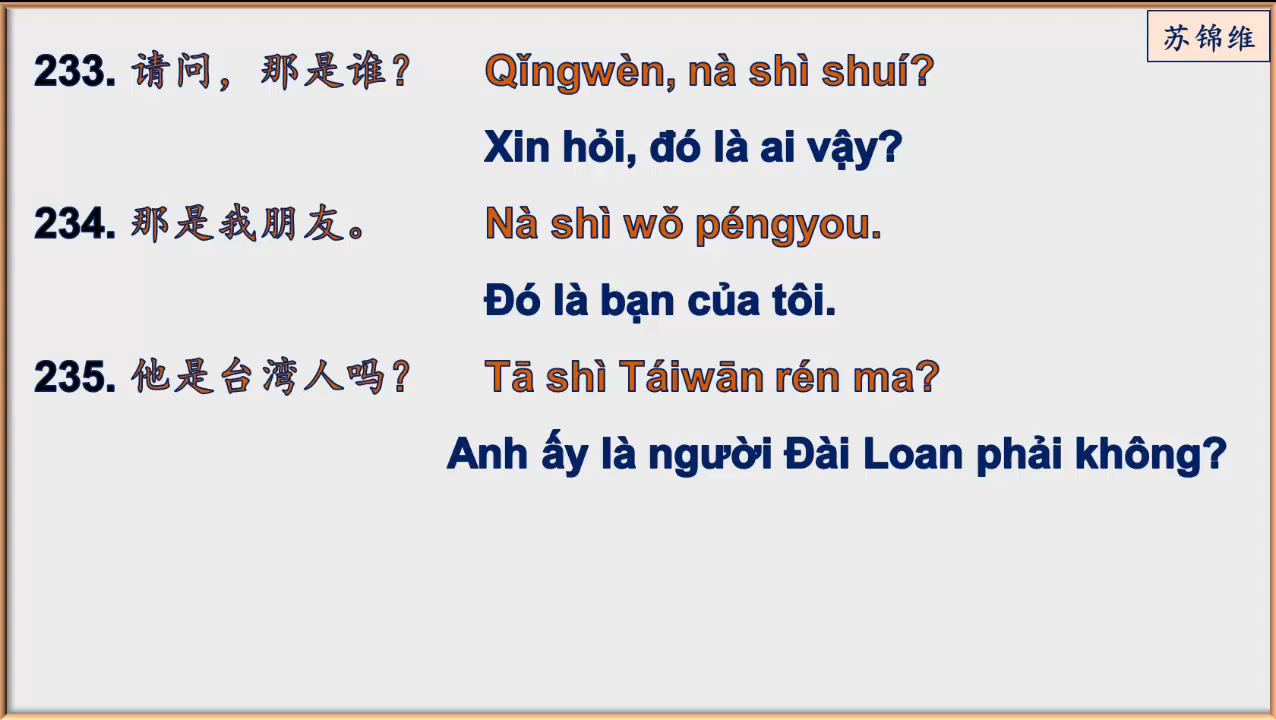 苏锦维
233. 请问，那是谁？ Qǐngwèn, nà shì shuí?
Xin hỏi, đó là ai vậy?
234. 那是我朋友。 Nà shì wǒ péngyou.
Đó là bạn của tôi.
235. 他是台湾人吗？ Tā shì Táiwān rén ma?
Anh ấy là người Đài Loan phải không?